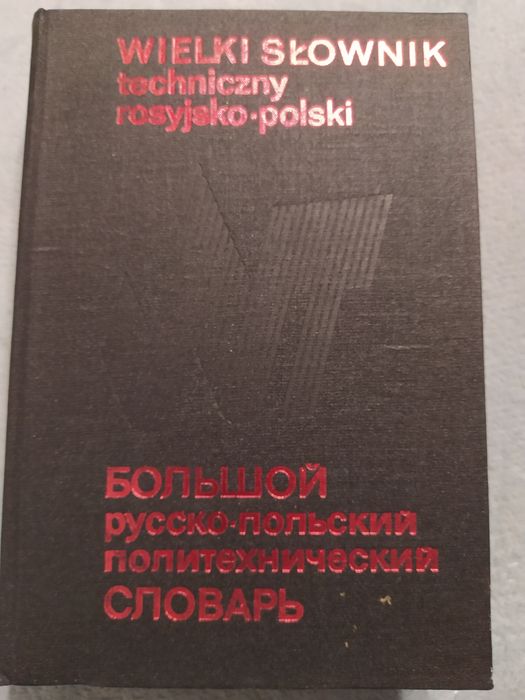 WIELKI SŁOWNIK
techniczny
rosyjsko-polski
БОЛЬШОЙ
русско-польский
политехнический
СЛОВАРЬ